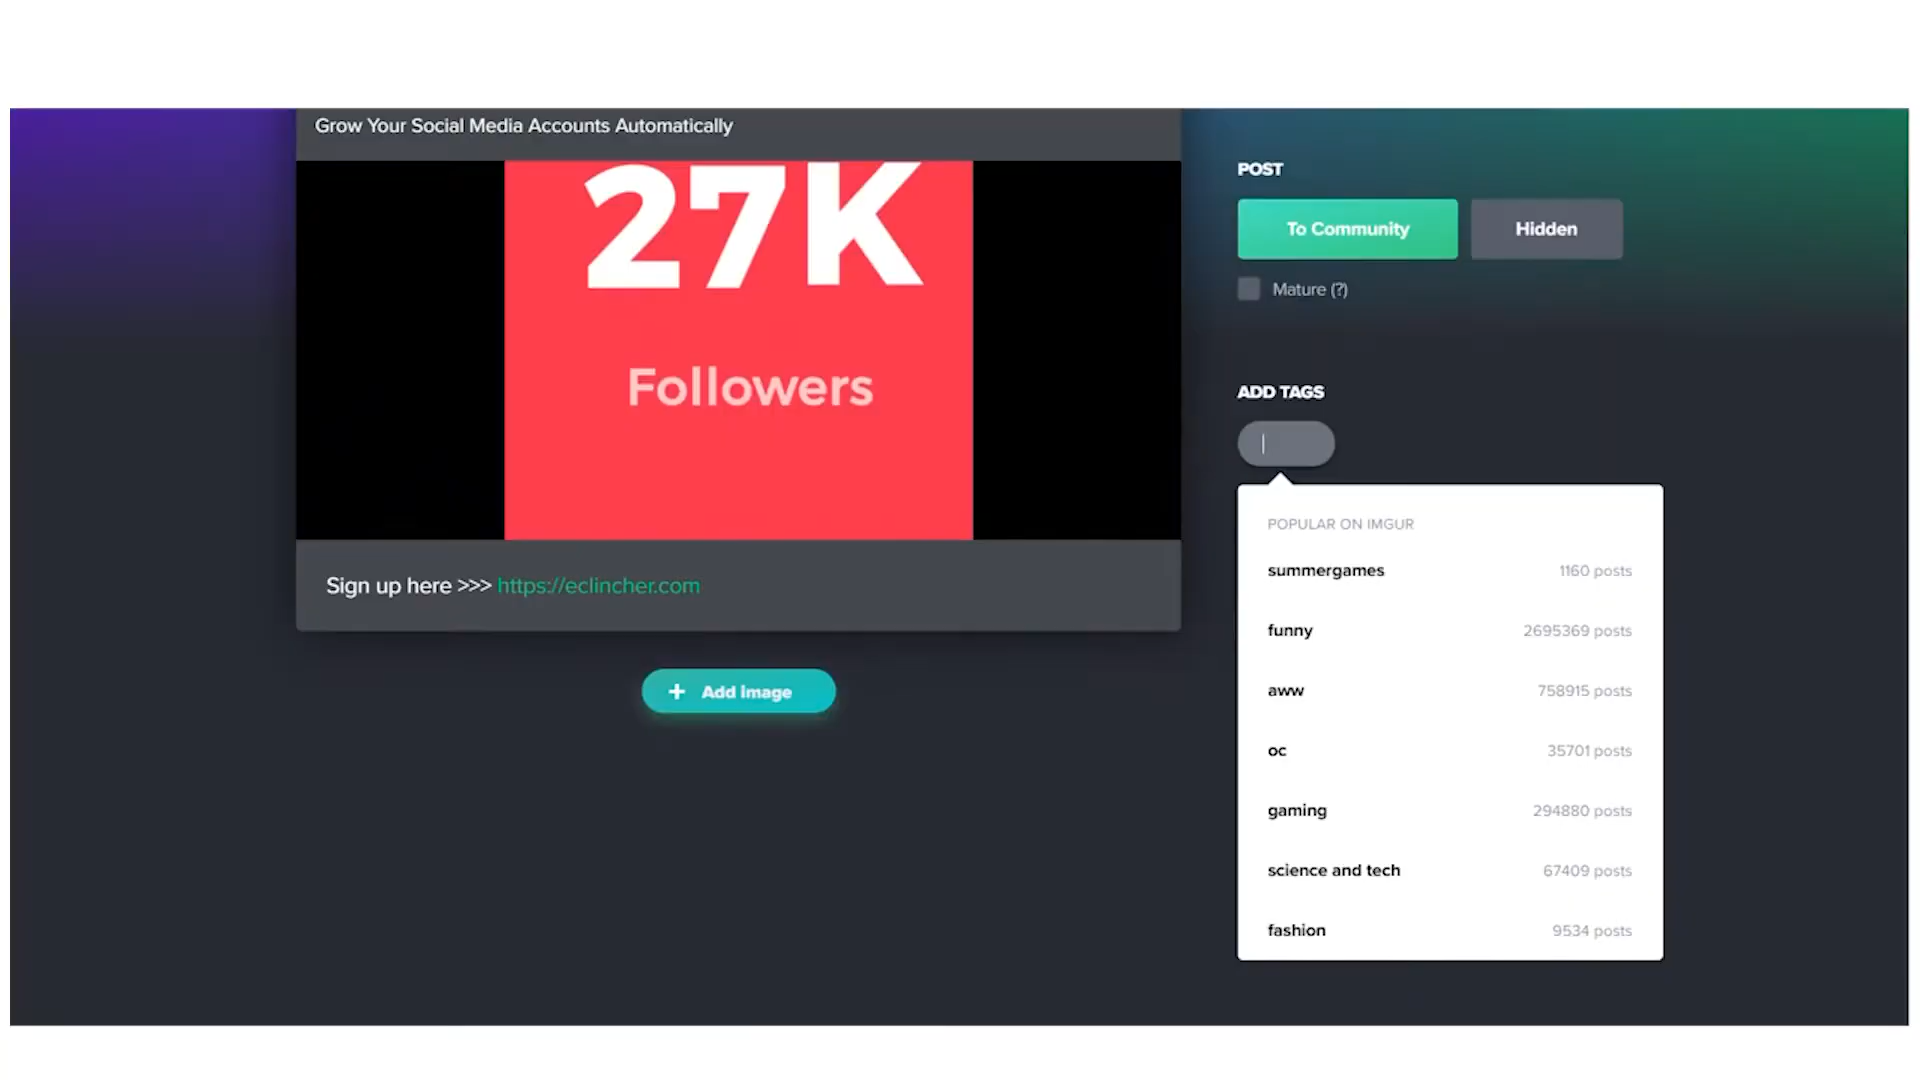 Grow Your Social Media Accounts Automatically
27K
Followers
Sign up here >>> https://eclincher.com
+ Add image
POST
To Community
Hidden
Mature (?)
ADD TAGS
POPULAR ON IMGUR
summergames 1160 posts
funny 2695369 posts
aww 758915 posts
oc 35701 posts
gaming 294880 posts
science and tech 67409 posts
fashion 9534 posts